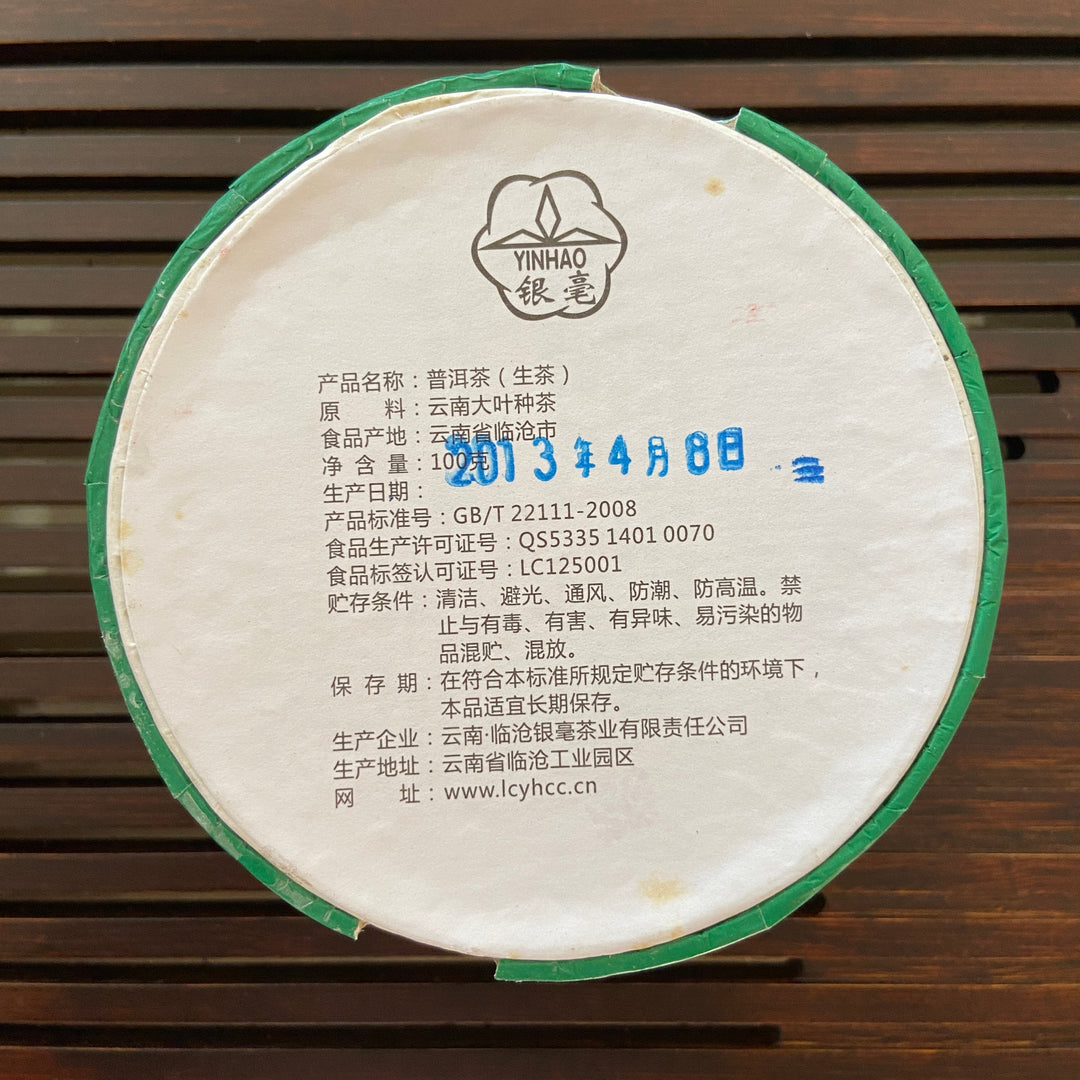 YINHAO
银毫
产品名称：普洱茶（生茶）
原 料：云南大叶种茶
食品产地：云南省临沧市
净 含 量：100克
生产日期：2013年4月8日
产品标准号：GB/T 22111-2008
食品生产许可证号：QS5335 1401 0070
食品标签认可证号：LC125001
贮存条件：清洁、避光、通风、防潮、防高温。禁
止与有毒、有害、有异味、易污染的物
品混贮、混放。
保 存 期：在符合本标准所规定贮存条件的环境下，
本品适宜长期保存。
生产企业：云南·临沧银毫茶业有限责任公司
生产地址：云南省临沧工业园区
网 址：www.lcyhcc.cn